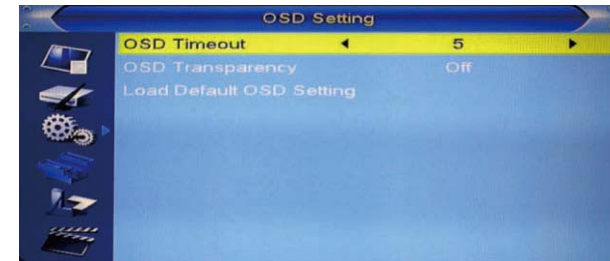 OSD Setting
OSD Timeout 5
OSD Transparency Off
Load Default OSD Setting